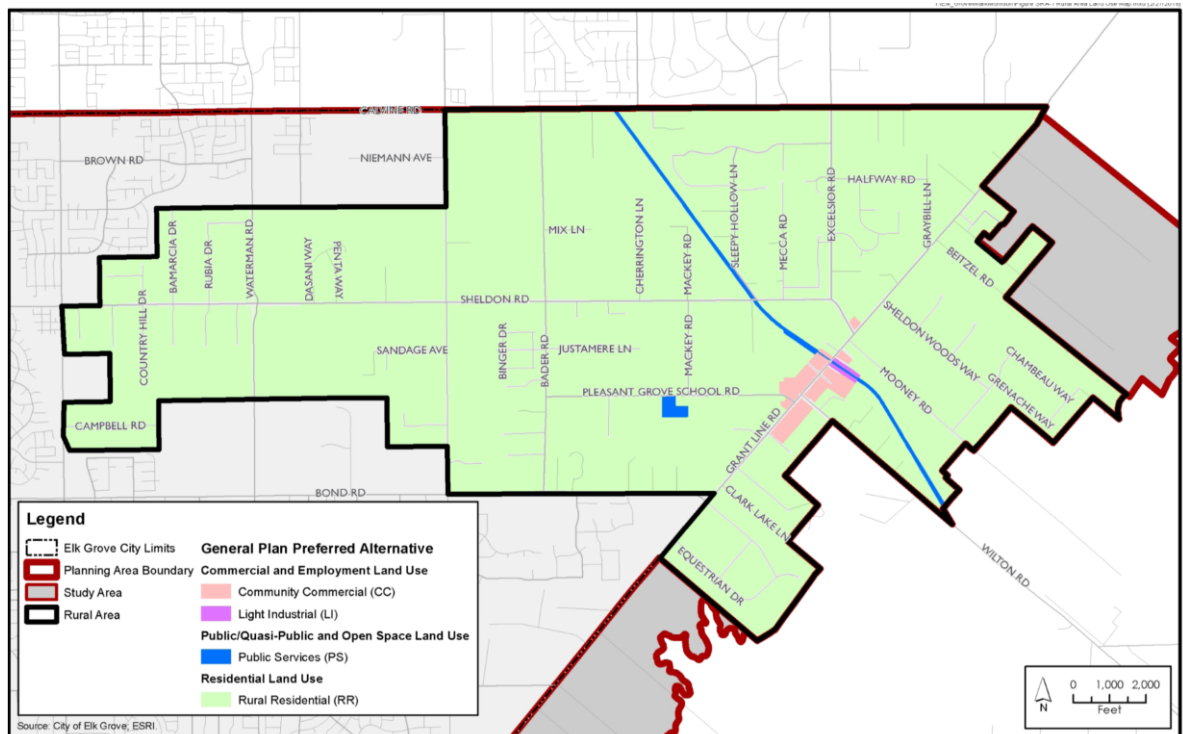 CALVINE RD
BROWN RD
NIEMANN AVE
BAMARCIA DR
RUBIA DR
WATERMAN RD
DASANI WAY
PENTA WAY
COUNTRY HILL DR
SHELDON RD
MIX LN
CHERRINGTON LN
MACKEY RD
SLEEPY HOLLOW LN
MECCA RD
EXCELSIOR RD
HALFWAY RD
GRAYBILL LN
BEITZEL RD
SANDAGE AVE
BINGER DR
BADER RD
JUSTAMERE LN
MACKEY RD
PLEASANT GROVE SCHOOL RD
SHELDON WOODS WAY
CHAMBEAU WAY
GRENACHE WAY
MOONEY RD
CAMPBELL RD
GRANT LINE RD
BOND RD
CLARK LAKE LN
EQUESTRIAN DR
WILTON RD
Legend
Elk Grove City Limits
Planning Area Boundary
Study Area
Rural Area
General Plan Preferred Alternative
Commercial and Employment Land Use
Community Commercial (CC)
Light Industrial (LI)
Public/Quasi-Public and Open Space Land Use
Public Services (PS)
Residential Land Use
Rural Residential (RR)
Source: City of Elk Grove; ESRI.
N
0 1,000 2,000
Feet